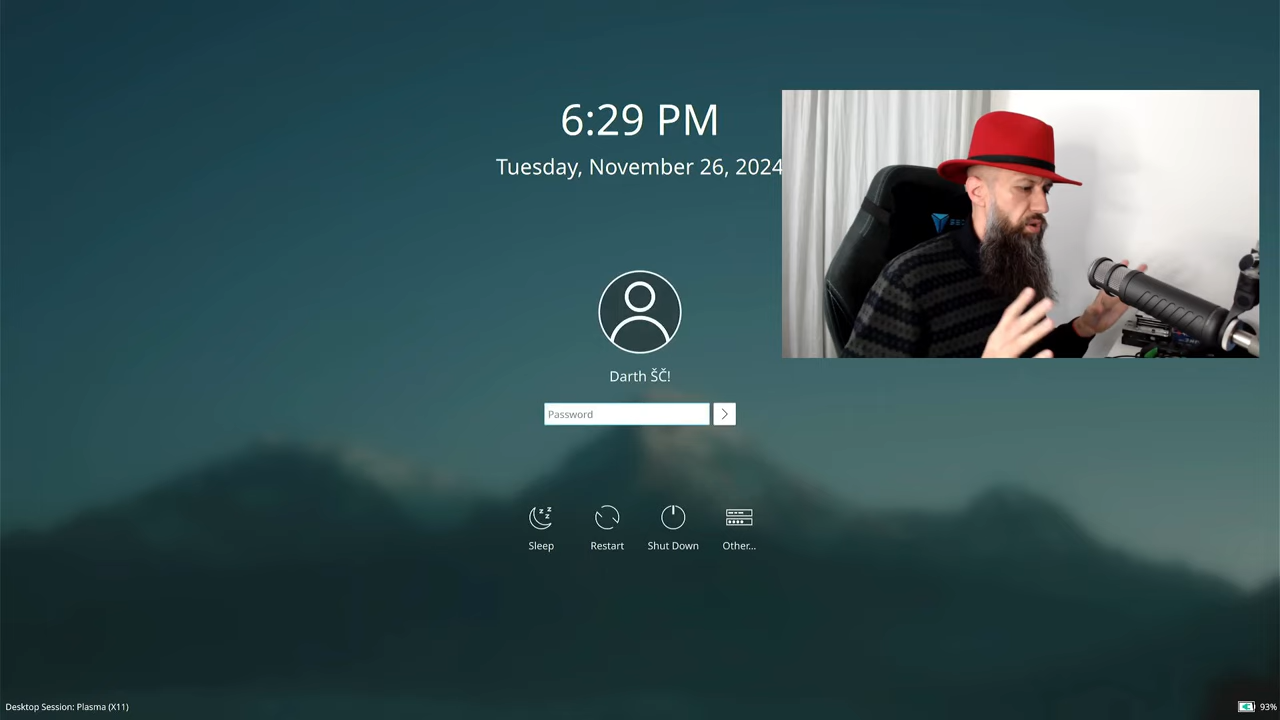 6:29 PM
Tuesday, November 26, 2024
Darth ŠČ!
Password
Sleep
Restart
Shut Down
Other...
Desktop Session: Plasma (X11)
93%